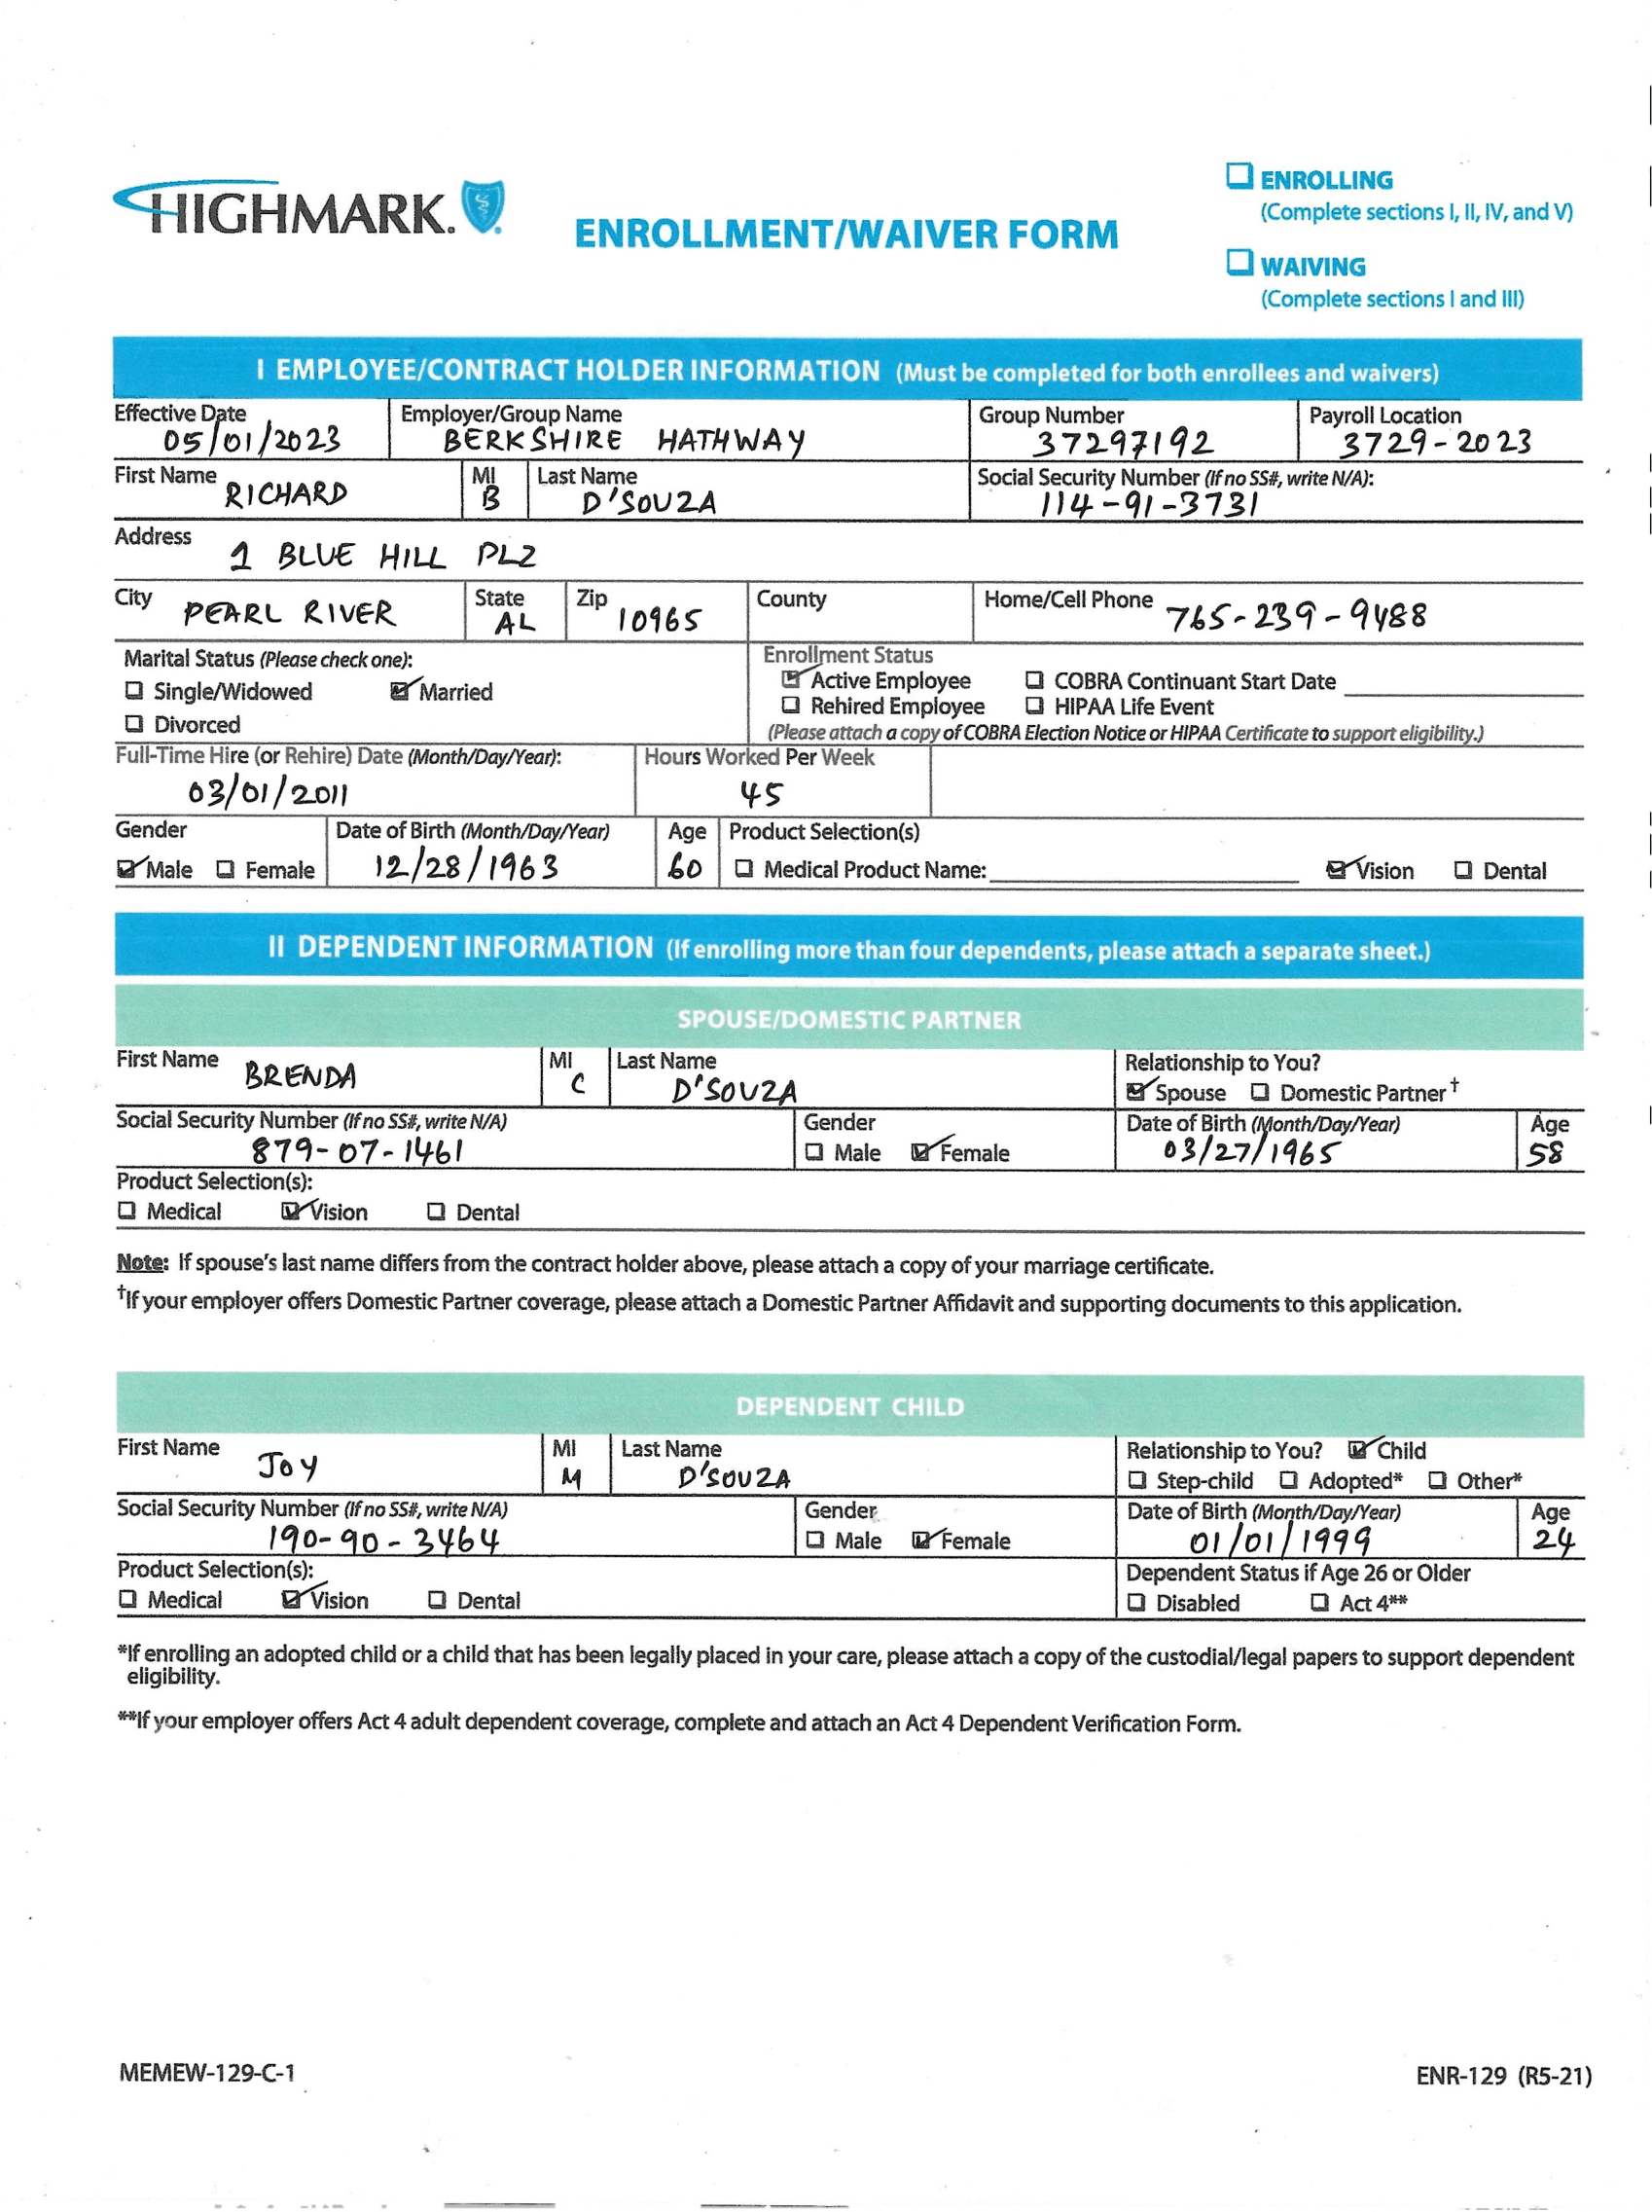 HIGHMARK.
ENROLLMENT/WAIVER FORM
❑ ENROLLING
(Complete sections I, II, IV, and V)
❑ WAIVING
(Complete sections I and III)
I EMPLOYEE/CONTRACT HOLDER INFORMATION (Must be completed for both enrollees and waivers)
Effective Date Employer/Group Name Group Number Payroll Location
05/01/2023 BERKSHIRE HATHWAY 37297192 3729-2023
First Name RICHARD MI B Last Name D'SOUZA Social Security Number (If no SS#, write N/A): 114-91-3731
Address 1 BLUE HILL PLZ
City PEARL RIVER State AL Zip 10965 County Home/Cell Phone 765-239-9488
Marital Status (Please check one): Enrollment Status
❑ Single/Widowed ☑ Married ☑ Active Employee ❑ COBRA Continuant Start Date
❑ Divorced ❑ Rehired Employee ❑ HIPAA Life Event
(Please attach a copy of COBRA Election Notice or HIPAA Certificate to support eligibility.)
Full-Time Hire (or Rehire) Date (Month/Day/Year): Hours Worked Per Week
03/01/2011 45
Gender Date of Birth (Month/Day/Year) Age Product Selection(s)
☑ Male ❑ Female 12/28/1963 60 ❑ Medical Product Name: ☑ Vision ❑ Dental
II DEPENDENT INFORMATION (If enrolling more than four dependents, please attach a separate sheet.)
SPOUSE/DOMESTIC PARTNER
First Name BRENDA MI C Last Name D'SOUZA Relationship to You?
☑ Spouse ❑ Domestic Partner†
Social Security Number (If no SS#, write N/A) Gender Date of Birth (Month/Day/Year) Age
879-07-1461 ❑ Male ☑ Female 03/27/1965 58
Product Selection(s):
❑ Medical ☑ Vision ❑ Dental
Note: If spouse's last name differs from the contract holder above, please attach a copy of your marriage certificate.
†If your employer offers Domestic Partner coverage, please attach a Domestic Partner Affidavit and supporting documents to this application.
DEPENDENT CHILD
First Name JOY MI M Last Name D'SOUZA Relationship to You? ☑ Child
❑ Step-child ❑ Adopted* ❑ Other*
Social Security Number (If no SS#, write N/A) Gender Date of Birth (Month/Day/Year) Age
190-90-3464 ❑ Male ☑ Female 01/01/1999 24
Product Selection(s): Dependent Status if Age 26 or Older
❑ Medical ☑ Vision ❑ Dental ❑ Disabled ❑ Act 4**
*If enrolling an adopted child or a child that has been legally placed in your care, please attach a copy of the custodial/legal papers to support dependent
eligibility.
**If your employer offers Act 4 adult dependent coverage, complete and attach an Act 4 Dependent Verification Form.
MEMEW-129-C-1 ENR-129 (R5-21)